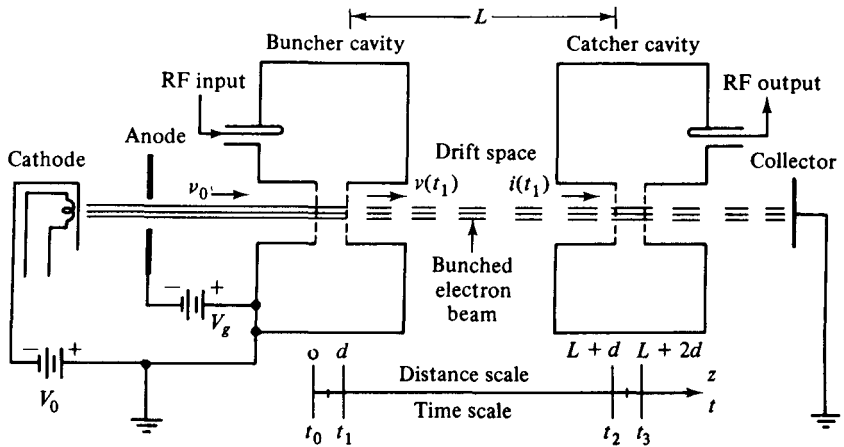 L
Buncher cavity
Catcher cavity
RF input
RF output
Anode
Drift space
Cathode
Collector
v₀
v(t₁)
i(t₁)
Bunched
electron
beam
− +
V_g
− +
V₀
o d
L + d L + 2d
Distance scale
z
Time scale
t
t₀ t₁
t₂ t₃